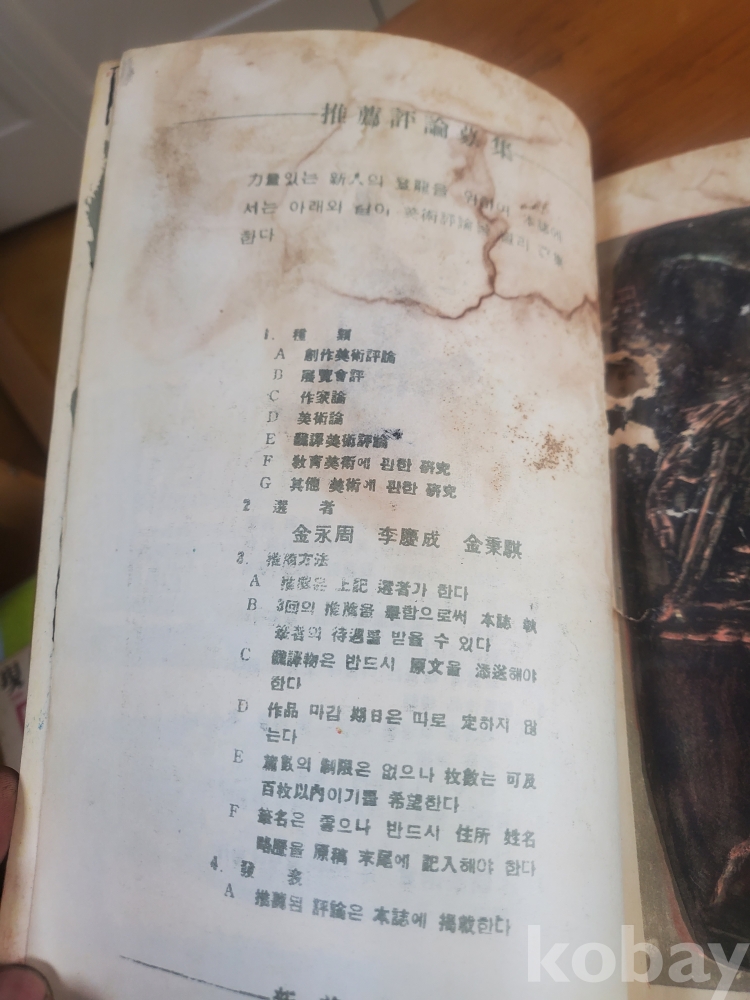 推薦評論募集
力量있는 新人의 登龍을 위하여
서는 아래와 같이 美術評論을 널리
한다
1. 種 類
A 創作美術評論
B 展覽會評
C 作家論
D 美術論
E 飜譯美術評論
F 敎育美術에 관한 硏究
G 其他 美術에 관한 硏究
2 選 者
金永周 李慶成 金秉騏
3. 推薦方法
A 推薦은 上記 選者가 한다
B 3回의 推薦을 畢함으로써 本誌 執
筆者의 待遇를 받을 수 있다
C 飜譯物은 반드시 原文을 添送해야
한다
D 作品 마감 期日은 따로 定하지 않
는다
E 篇數의 制限은 없으나 枚數는 可及
百枚以內이기를 希望한다
F 筆名은 좋으나 반드시 住所 姓名
略歷을 原稿 末尾에 記入해야 한다
4. 發 表
A 推薦된 評論은 本誌에 揭載한다
kobay